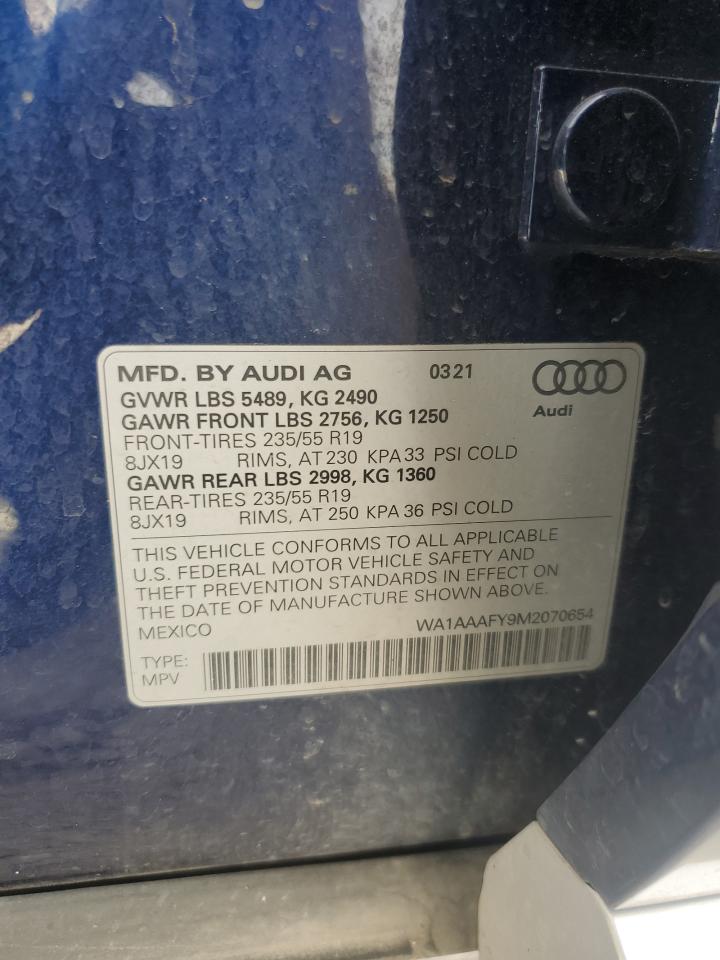 MFD. BY AUDI AG 0321
GVWR LBS 5489, KG 2490
Audi
GAWR FRONT LBS 2756, KG 1250
FRONT-TIRES 235/55 R19
8JX19 RIMS, AT 230 KPA 33 PSI COLD
GAWR REAR LBS 2998, KG 1360
REAR-TIRES 235/55 R19
8JX19 RIMS, AT 250 KPA 36 PSI COLD
THIS VEHICLE CONFORMS TO ALL APPLICABLE
U.S. FEDERAL MOTOR VEHICLE SAFETY AND
THEFT PREVENTION STANDARDS IN EFFECT ON
THE DATE OF MANUFACTURE SHOWN ABOVE.
MEXICO WA1AAAFY9M2070654
TYPE:
MPV